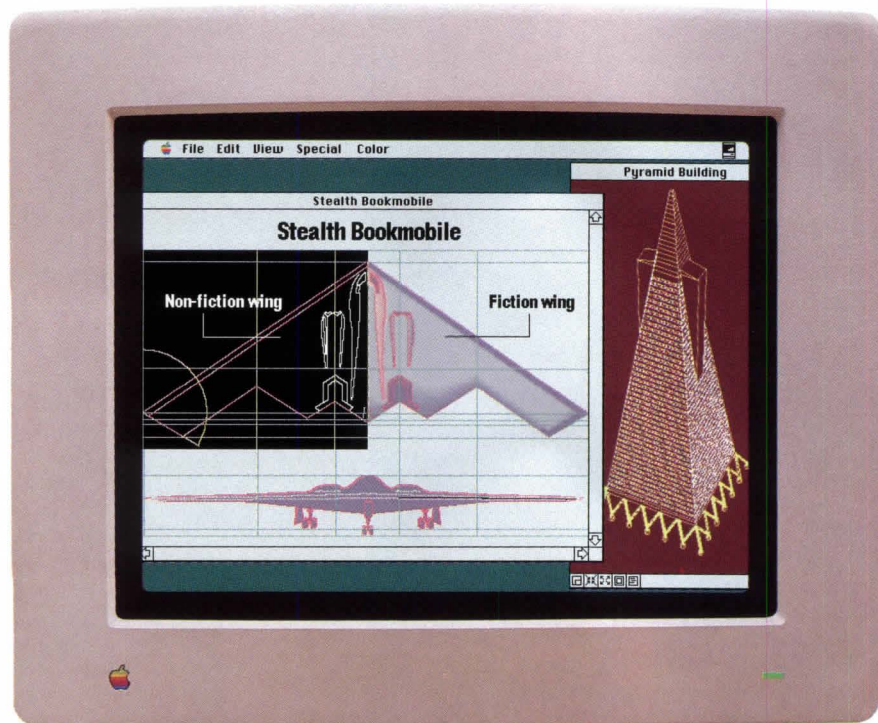 File Edit View Special Color
Pyramid Building
Stealth Bookmobile
Stealth Bookmobile
Non-fiction wing
Fiction wing